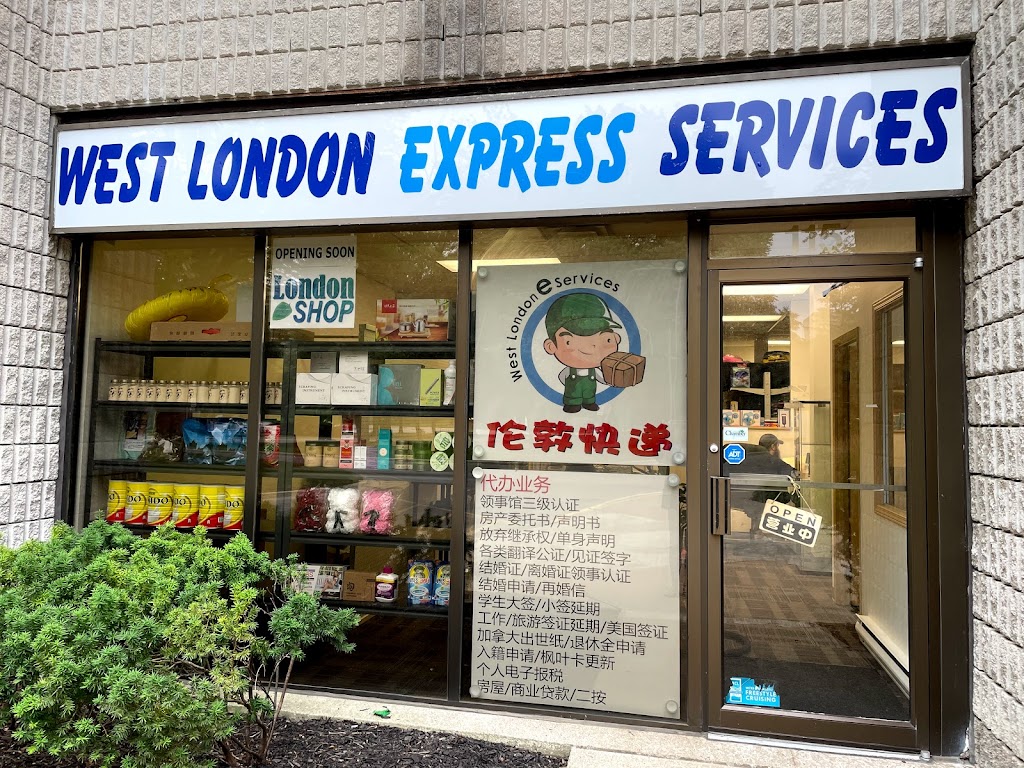 WEST LONDON EXPRESS SERVICES
OPENING SOON
London
SHOP
West London e Services
伦敦快递
代办业务
领事馆三级认证
房产委托书/声明书
放弃继承权/单身声明
各类翻译公证/见证签字
结婚证/离婚证领事认证
结婚申请/再婚信
学生大签/小签延期
工作/旅游签证延期/美国签证
加拿大出世纸/退休金申请
入籍申请/枫叶卡更新
个人电子报税
房屋/商业贷款/二按
ADT
OPEN
营业中
FREESTYLE
CRUISING